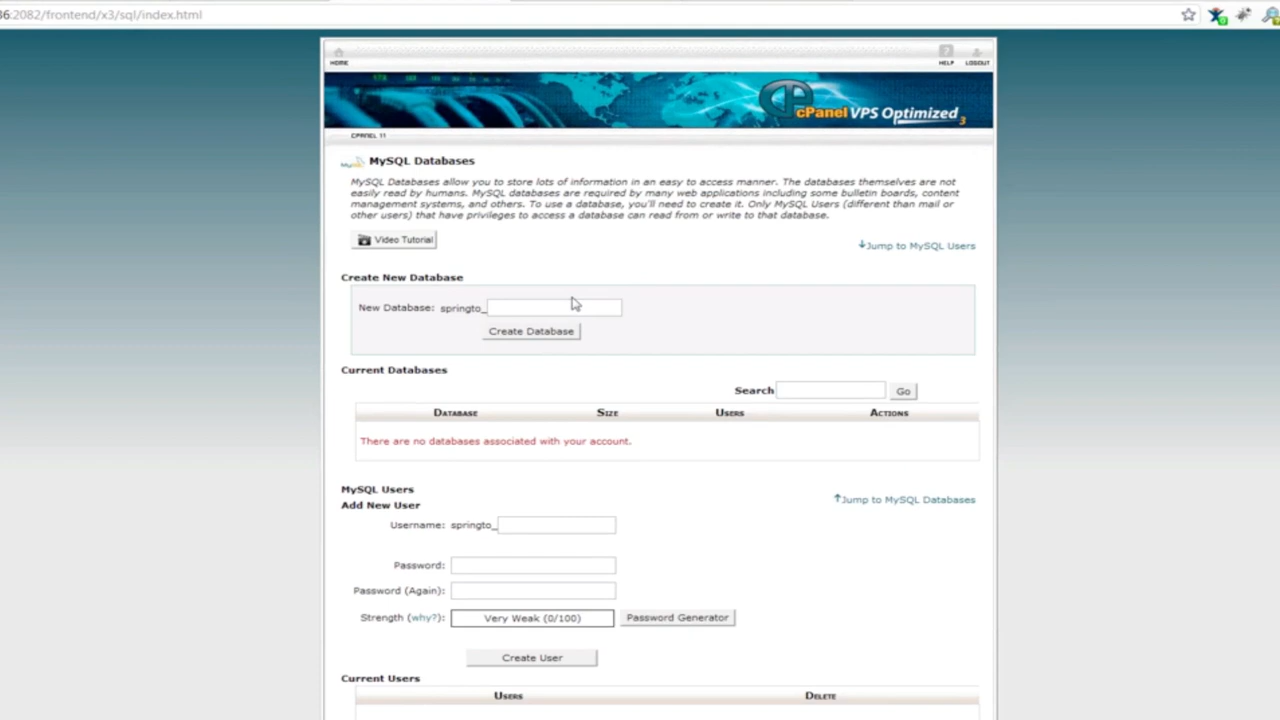 36:2082/frontend/x3/sql/index.html
HOME
HELP
LOGOUT
cPanel VPS Optimized 3
CPANEL 11
MySQL Databases
MySQL Databases allow you to store lots of information in an easy to access manner. The databases themselves are not
easily read by humans. MySQL databases are required by many web applications including some bulletin boards, content
management systems, and others. To use a database, you'll need to create it. Only MySQL Users (different than mail or
other users) that have privileges to access a database can read from or write to that database.
Video Tutorial
Jump to MySQL Users
Create New Database
New Database: springto_
Create Database
Current Databases
Search
Go
DATABASE SIZE USERS ACTIONS
There are no databases associated with your account.
MySQL Users
Jump to MySQL Databases
Add New User
Username: springto_
Password:
Password (Again):
Strength (why?): Very Weak (0/100) Password Generator
Create User
Current Users
USERS DELETE